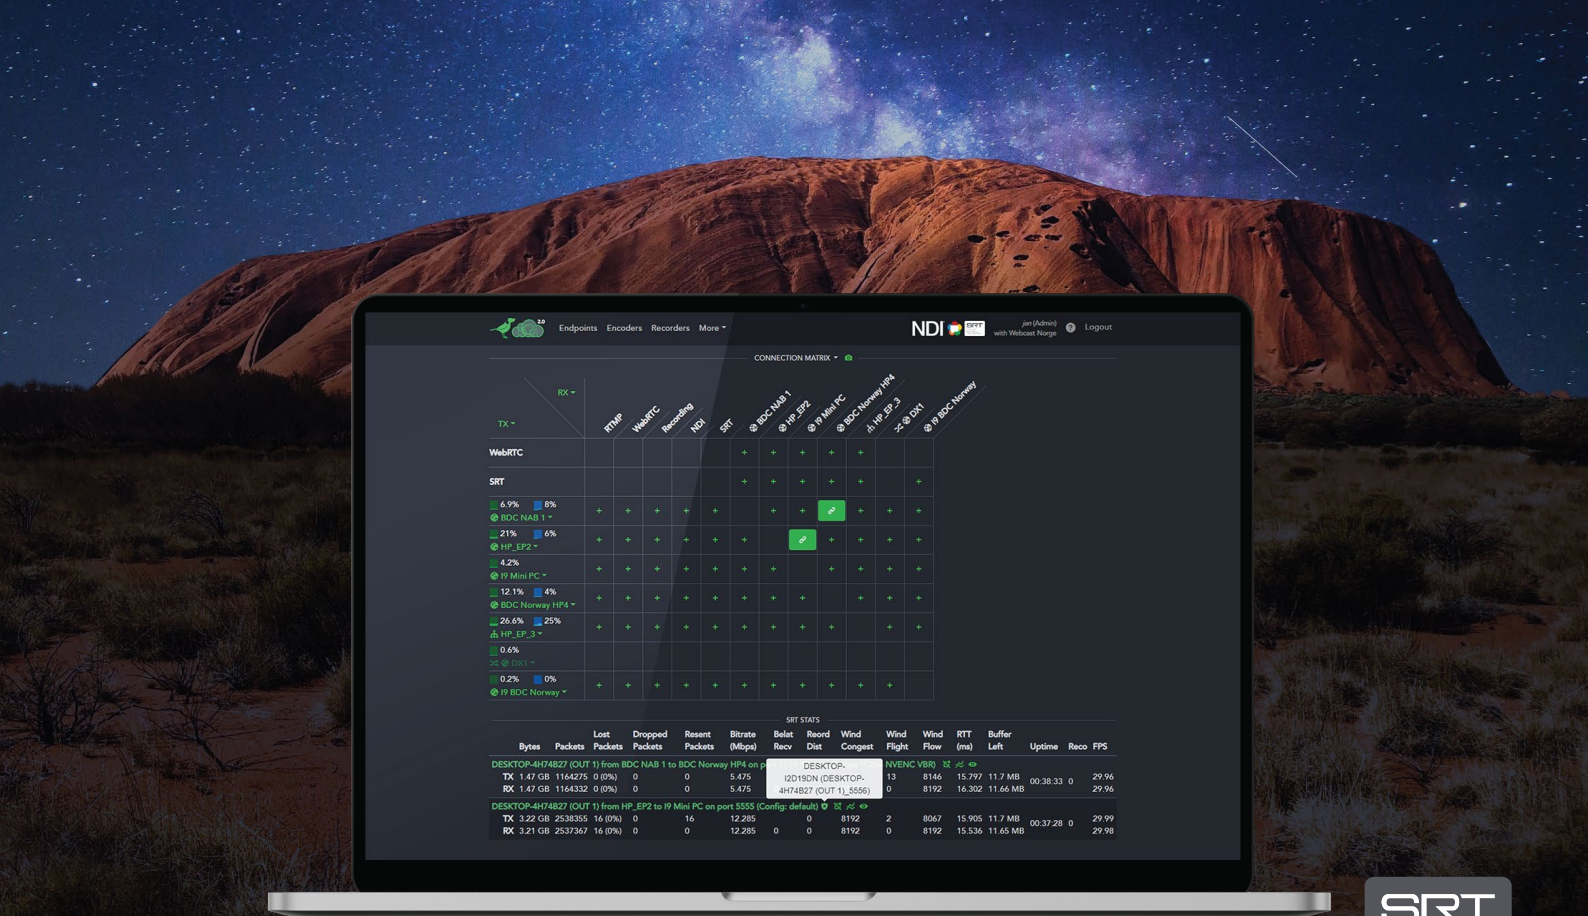 2.0
Endpoints Encoders Recorders More
NDI SRT
jan (Admin)
with Webcast Norge
? Logout
CONNECTION MATRIX
RX
TX
RTMP WebRTC Recording NDI SRT BDC NAB 1 HP_EP2 I9 Mini PC BDC Norway HP4 HP_EP_3 DX1 I9 BDC Norway
WebRTC + + + + +
SRT + + + + + +
6.9% 8%
BDC NAB 1 + + + + + + + + + +
21% 6%
HP_EP2 + + + + + + + + + +
4.2%
I9 Mini PC + + + + + + + + + + +
12.1% 4%
BDC Norway HP4 + + + + + + + + + + +
26.6% 25%
HP_EP_3 + + + + + + + + + + +
0.6%
DX1
0.2% 0%
I9 BDC Norway + + + + + + + + + + +
SRT STATS
Lost Dropped Resent Bitrate Belat Reord Wind Wind Wind RTT Buffer
Bytes Packets Packets Packets Packets (Mbps) Recv Dist Congest Flight Flow (ms) Left Uptime Reco FPS
DESKTOP-4H74B27 (OUT 1) from BDC NAB 1 to BDC Norway HP4 on NVENC VBR)
TX 1.47 GB 1164275 0 (0%) 0 0 5.475 13 8146 15.797 11.7 MB 29.96
00:38:33 0
RX 1.47 GB 1164332 0 (0%) 0 0 5.475 0 8192 16.302 11.66 MB 29.96
DESKTOP-
I2D19DN (DESKTOP-
4H74B27 (OUT 1)_5556)
DESKTOP-4H74B27 (OUT 1) from HP_EP2 to I9 Mini PC on port 5555 (Config: default)
TX 3.22 GB 2538355 16 (0%) 0 16 12.285 0 8192 2 8067 15.905 11.7 MB 29.99
00:37:28 0
RX 3.21 GB 2537367 16 (0%) 0 0 12.285 0 0 8192 0 8192 15.536 11.65 MB 29.98
SRT